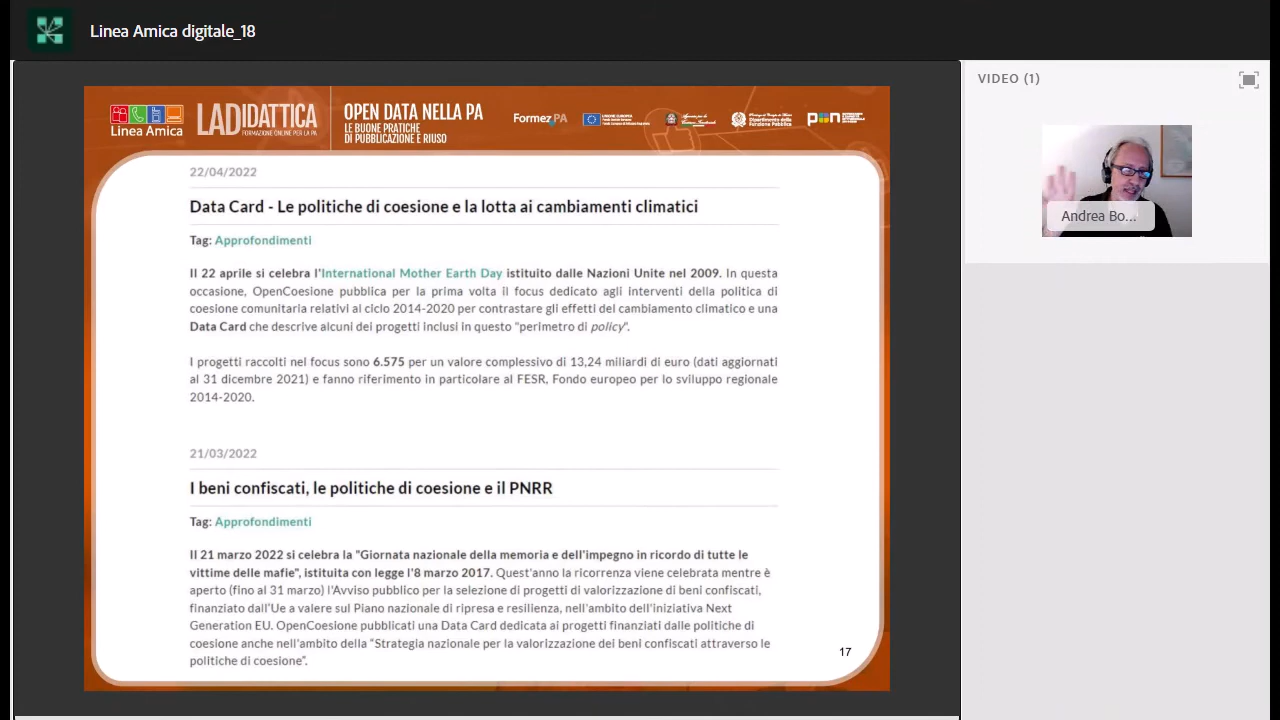 Linea Amica digitale_18
VIDEO (1)
Andrea Bo...
Linea Amica
LADIDATTICA
FORMAZIONE ONLINE PER LA PA
OPEN DATA NELLA PA
LE BUONE PRATICHE
DI PUBBLICAZIONE E RIUSO
FormezPA
UNIONE EUROPEA
pon
22/04/2022
Data Card - Le politiche di coesione e la lotta ai cambiamenti climatici
Tag: Approfondimenti
Il 22 aprile si celebra l'International Mother Earth Day istituito dalle Nazioni Unite nel 2009. In questa
occasione, OpenCoesione pubblica per la prima volta il focus dedicato agli interventi della politica di
coesione comunitaria relativi al ciclo 2014-2020 per contrastare gli effetti del cambiamento climatico e una
Data Card che descrive alcuni dei progetti inclusi in questo "perimetro di policy".
I progetti raccolti nel focus sono 6.575 per un valore complessivo di 13,24 miliardi di euro (dati aggiornati
al 31 dicembre 2021) e fanno riferimento in particolare al FESR, Fondo europeo per lo sviluppo regionale
2014-2020.
21/03/2022
I beni confiscati, le politiche di coesione e il PNRR
Tag: Approfondimenti
Il 21 marzo 2022 si celebra la "Giornata nazionale della memoria e dell'impegno in ricordo di tutte le
vittime delle mafie", istituita con legge l'8 marzo 2017. Quest'anno la ricorrenza viene celebrata mentre è
aperto (fino al 31 marzo) l'Avviso pubblico per la selezione di progetti di valorizzazione di beni confiscati,
finanziato dall'Ue a valere sul Piano nazionale di ripresa e resilienza, nell'ambito dell'iniziativa Next
Generation EU. OpenCoesione pubblicati una Data Card dedicata ai progetti finanziati dalle politiche di
coesione anche nell'ambito della "Strategia nazionale per la valorizzazione dei beni confiscati attraverso le
politiche di coesione".
17